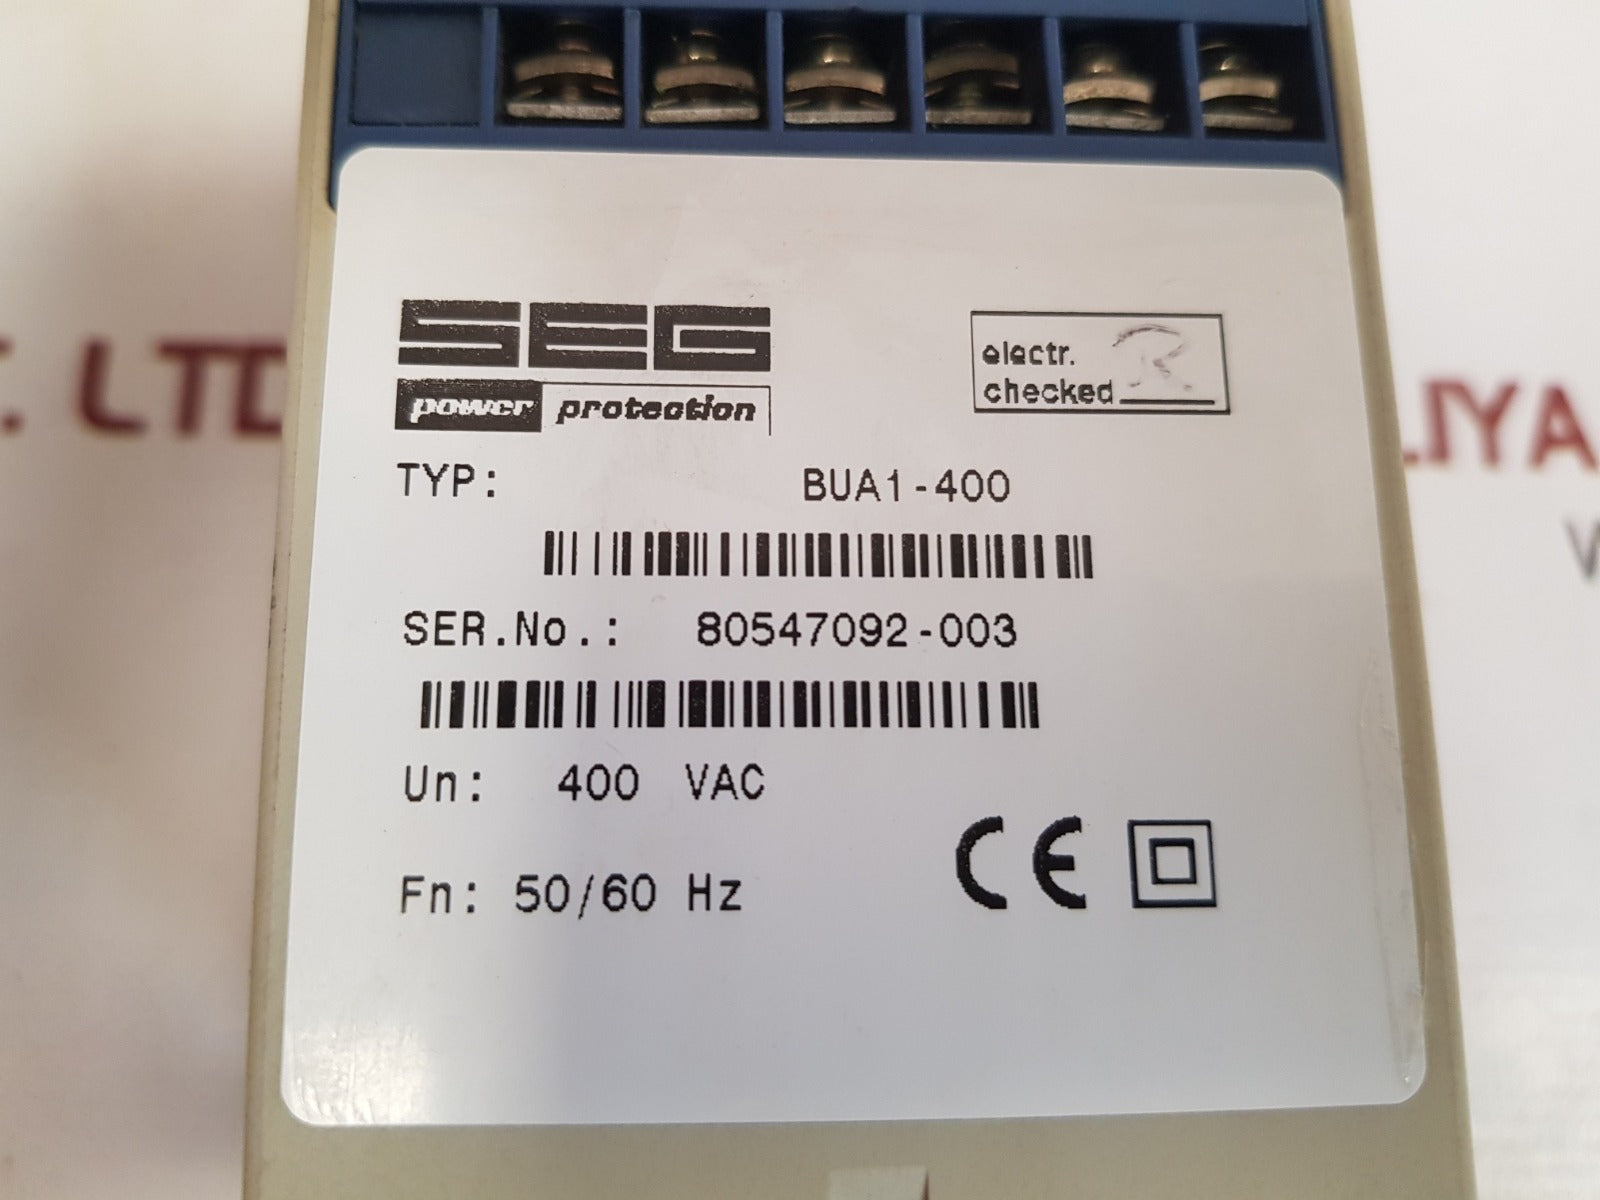 SEG
power protection
electr.
checked
TYP: BUA1-400
SER.No.: 80547092-003
Un: 400 VAC
Fn: 50/60 Hz
CE
. LTD